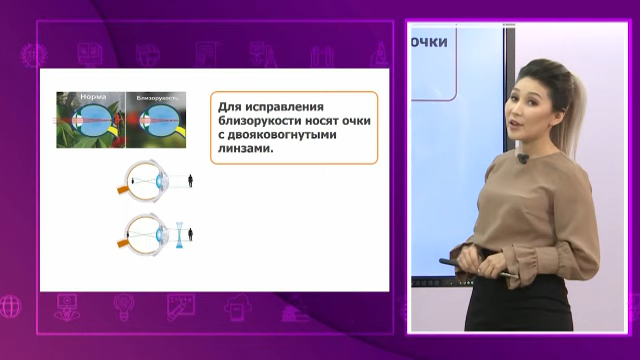 Норма
Близорукость
Для исправления
близорукости носят очки
с двояковогнутыми
линзами.
очки